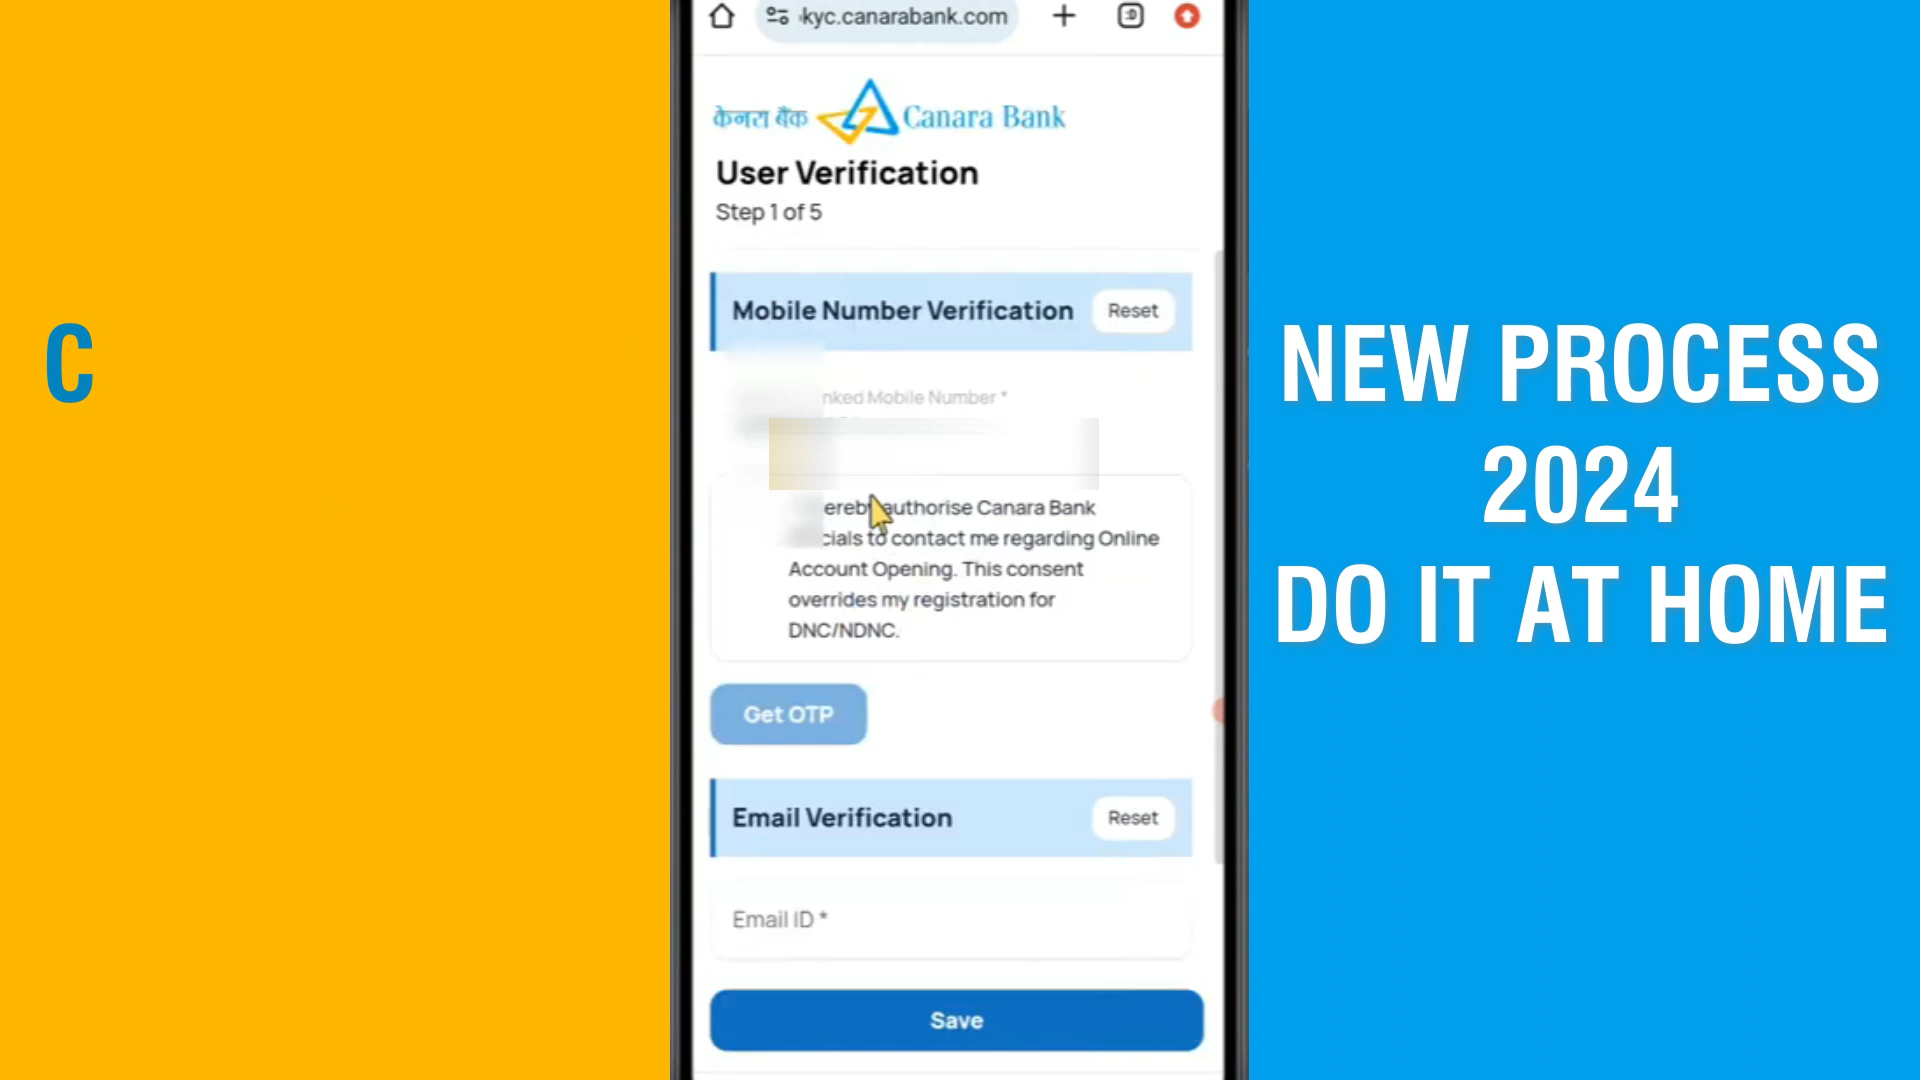 kyc.canarabank.com
:D
केनरा बैंक Canara Bank
User Verification
Step 1 of 5
Mobile Number Verification
Reset
Mobile Number *
authorise Canara Bank
to contact me regarding Online
Account Opening. This consent
overrides my registration for
DNC/NDNC.
Get OTP
Email Verification
Reset
Email ID *
Save
C
NEW PROCESS
2024
DO IT AT HOME